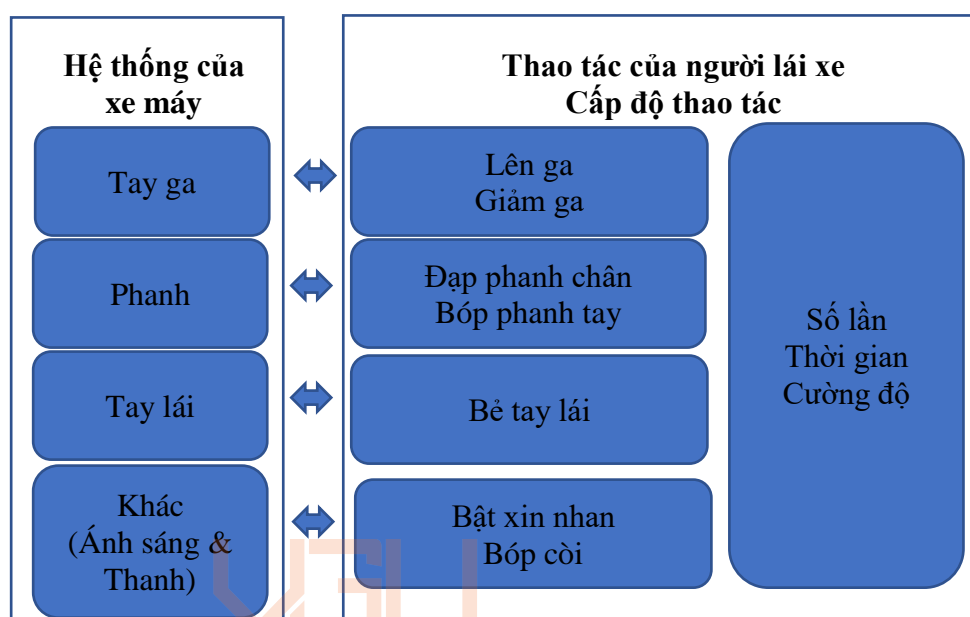 Hệ thống của
xe máy
Thao tác của người lái xe
Cấp độ thao tác
Tay ga
Lên ga
Giảm ga
Phanh
Đạp phanh chân
Bóp phanh tay
Tay lái
Bẻ tay lái
Khác
(Ánh sáng &
Thanh)
Bật xin nhan
Bóp còi
Số lần
Thời gian
Cường độ
VGU